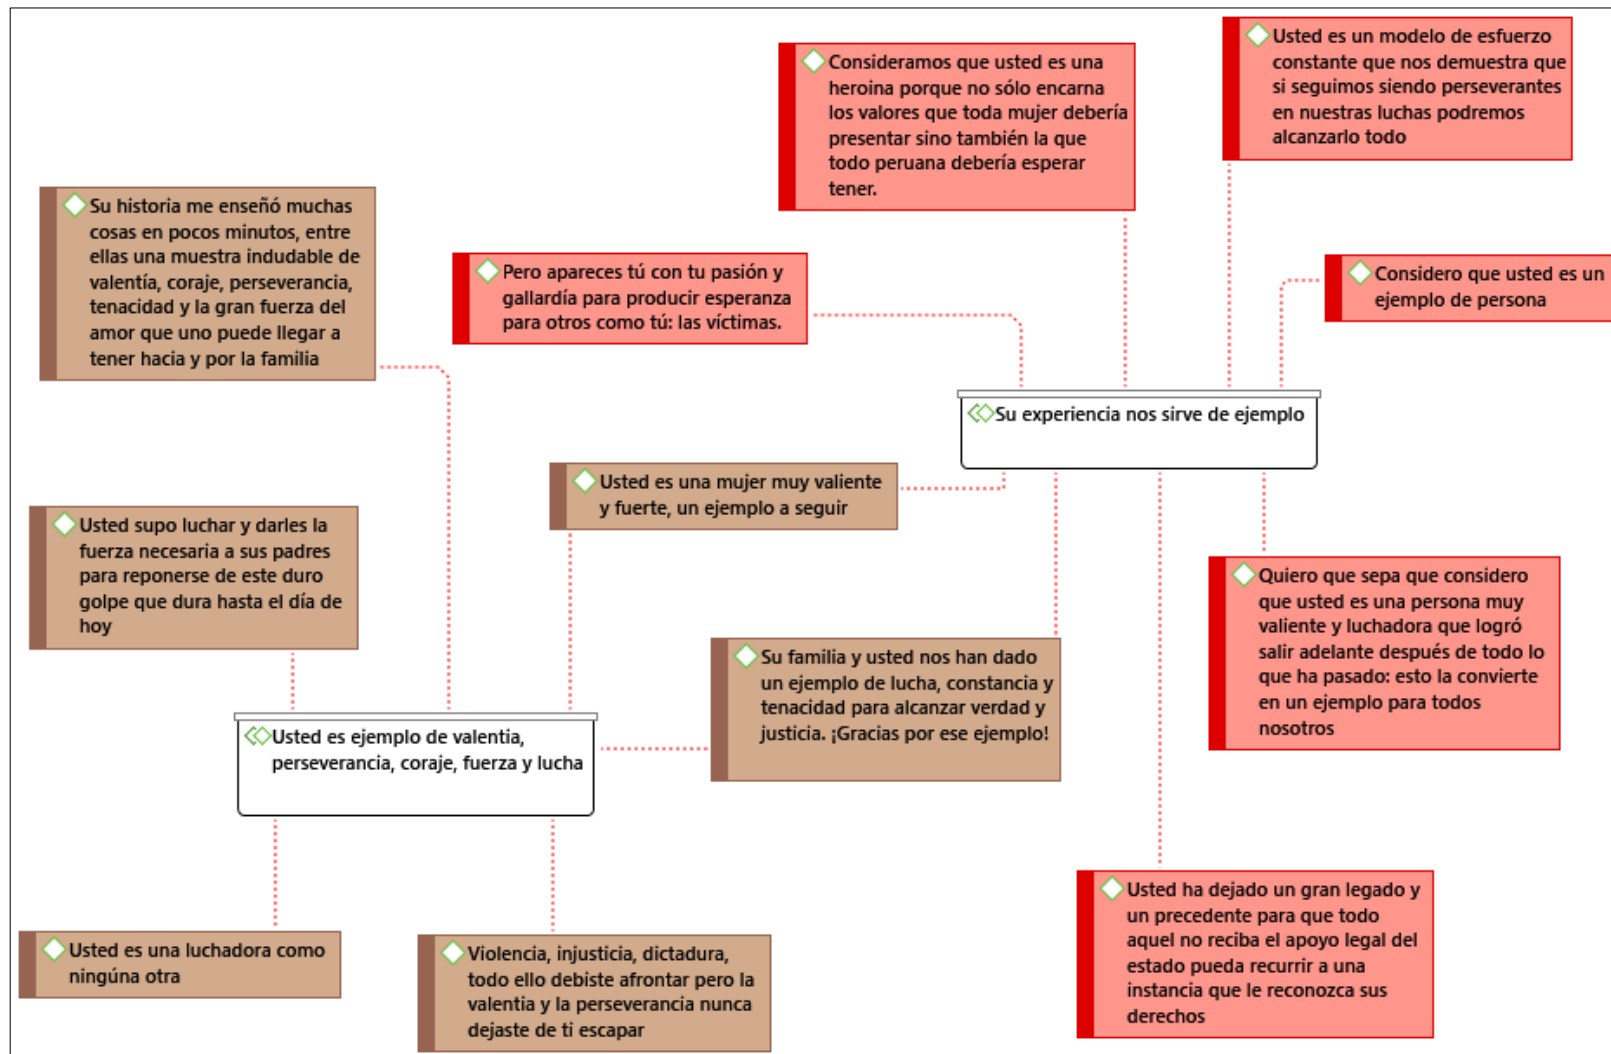 Usted es un modelo de esfuerzo
constante que nos demuestra que
si seguimos siendo perseverantes
en nuestras luchas podremos
alcanzarlo todo
Consideramos que usted es una
heroina porque no sólo encarna
los valores que toda mujer debería
presentar sino también la que
todo peruana debería esperar
tener.
Su historia me enseñó muchas
cosas en pocos minutos, entre
ellas una muestra indudable de
valentía, coraje, perseverancia,
tenacidad y la gran fuerza del
amor que uno puede llegar a
tener hacia y por la familia
Pero apareces tú con tu pasión y
gallardía para producir esperanza
para otros como tú: las víctimas.
Considero que usted es un
ejemplo de persona
Su experiencia nos sirve de ejemplo
Usted es una mujer muy valiente
y fuerte, un ejemplo a seguir
Usted supo luchar y darles la
fuerza necesaria a sus padres
para reponerse de este duro
golpe que dura hasta el día de
hoy
Quiero que sepa que considero
que usted es una persona muy
valiente y luchadora que logró
salir adelante después de todo lo
que ha pasado: esto la convierte
en un ejemplo para todos
nosotros
Su familia y usted nos han dado
un ejemplo de lucha, constancia y
tenacidad para alcanzar verdad y
justicia. ¡Gracias por ese ejemplo!
Usted es ejemplo de valentia,
perseverancia, coraje, fuerza y lucha
Usted ha dejado un gran legado y
un precedente para que todo
aquel no reciba el apoyo legal del
estado pueda recurrir a una
instancia que le reconozca sus
derechos
Usted es una luchadora como
ningúna otra
Violencia, injusticia, dictadura,
todo ello debiste afrontar pero la
valentia y la perseverancia nunca
dejaste de ti escapar